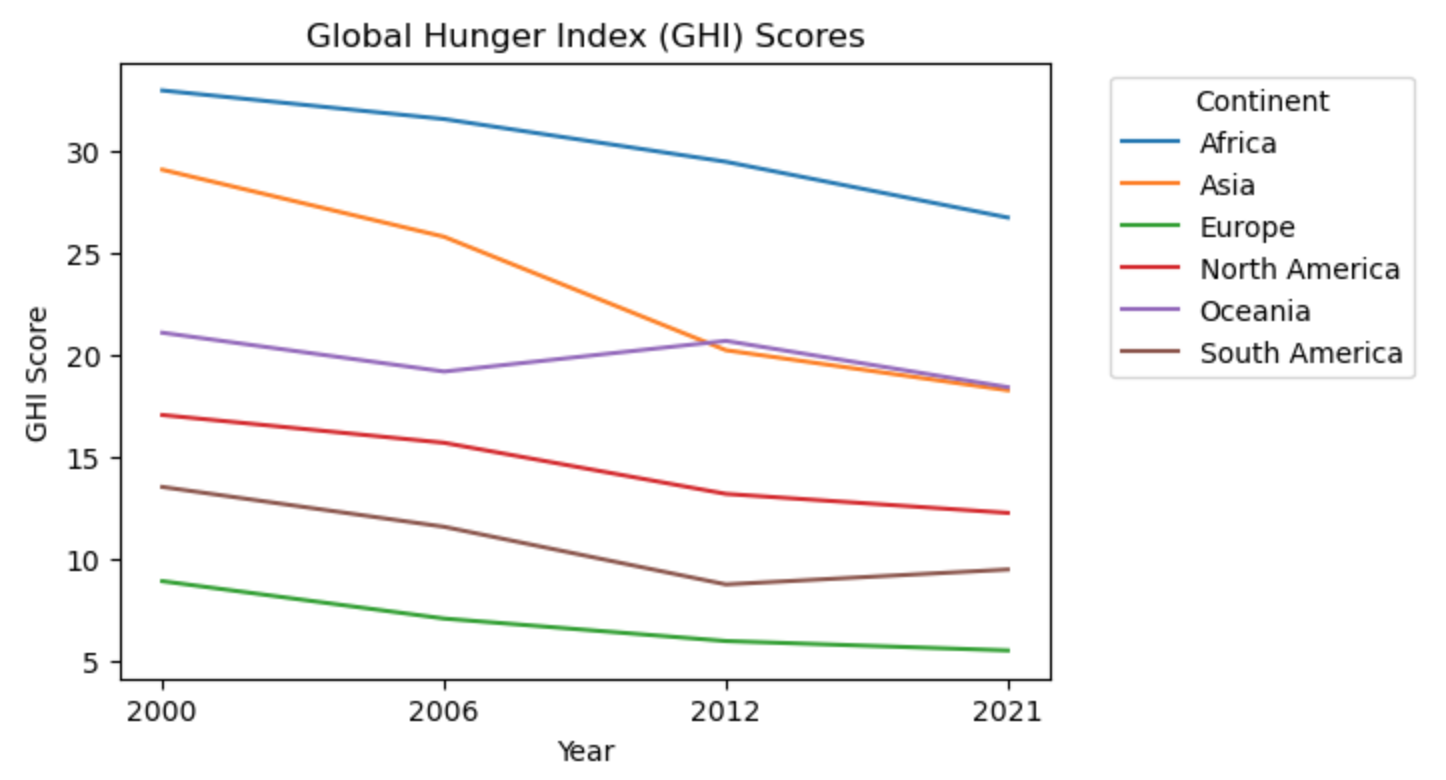 Global Hunger Index (GHI) Scores
GHI Score
30
25
20
15
10
5
2000 2006 2012 2021
Year
Continent
Africa
Asia
Europe
North America
Oceania
South America